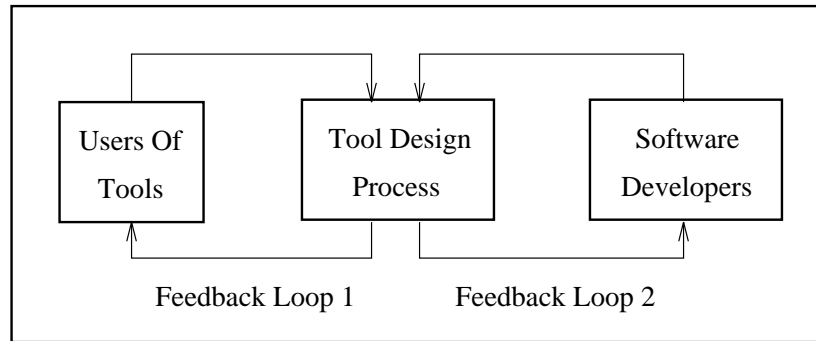 Users Of
Tools
Tool Design
Process
Software
Developers
Feedback Loop 1
Feedback Loop 2